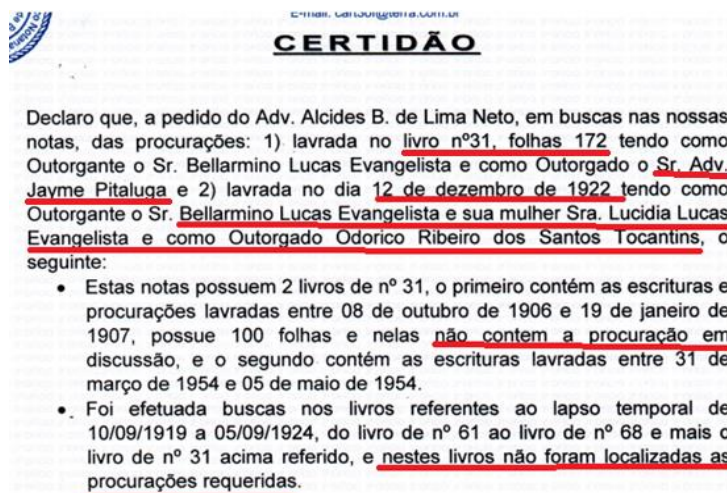 E-mail: cart3of@terra.com.br
CERTIDÃO
Declaro que, a pedido do Adv. Alcides B. de Lima Neto, em buscas nas nossas
notas, das procurações: 1) lavrada no livro nº31, folhas 172 tendo como
Outorgante o Sr. Bellarmino Lucas Evangelista e como Outorgado o Sr. Adv.
Jayme Pitaluga e 2) lavrada no dia 12 de dezembro de 1922 tendo como
Outorgante o Sr. Bellarmino Lucas Evangelista e sua mulher Sra. Lucidia Lucas
Evangelista e como Outorgado Odorico Ribeiro dos Santos Tocantins, o
seguinte:
• Estas notas possuem 2 livros de nº 31, o primeiro contém as escrituras e
procurações lavradas entre 08 de outubro de 1906 e 19 de janeiro de
1907, possue 100 folhas e nelas não contem a procuração em
discussão, e o segundo contém as escrituras lavradas entre 31 de
março de 1954 e 05 de maio de 1954.
• Foi efetuada buscas nos livros referentes ao lapso temporal de
10/09/1919 a 05/09/1924, do livro de nº 61 ao livro de nº 68 e mais o
livro de nº 31 acima referido, e nestes livros não foram localizadas as
procurações requeridas.